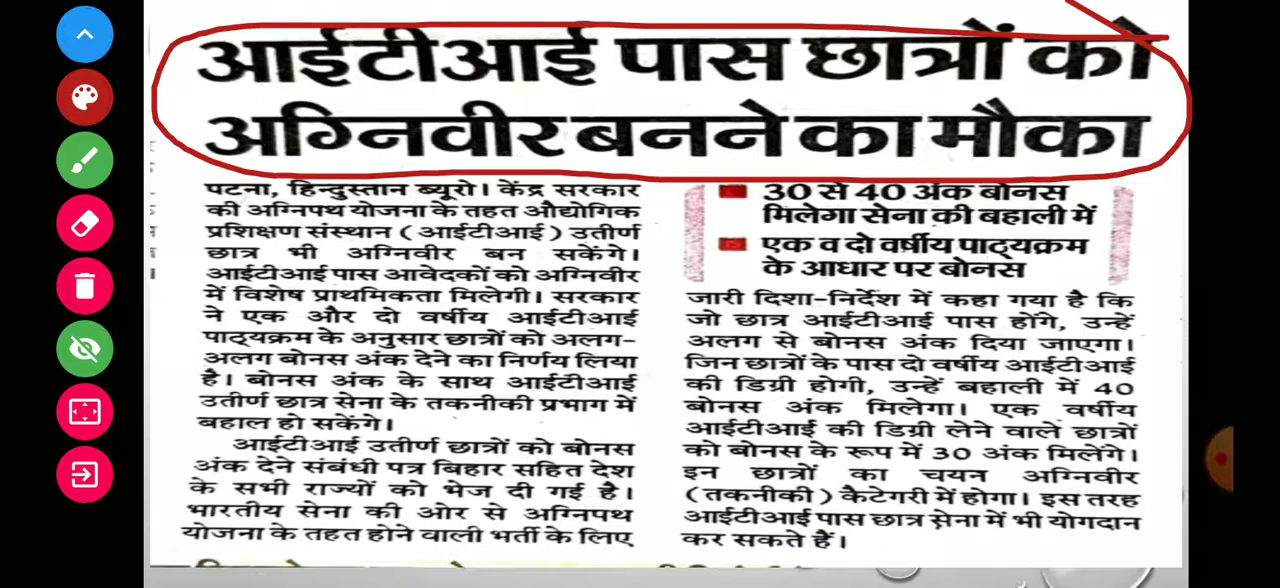 आईटीआई पास छात्रों को
अग्निवीर बनने का मौका
पटना, हिन्दुस्तान ब्यूरो। केंद्र सरकार
की अग्निपथ योजना के तहत औद्योगिक
प्रशिक्षण संस्थान (आईटीआई) उतीर्ण
छात्र भी अग्निवीर बन सकेंगे।
आईटीआई पास आवेदकों को अग्निवीर
में विशेष प्राथमिकता मिलेगी। सरकार
ने एक और दो वर्षीय आईटीआई
पाठ्यक्रम के अनुसार छात्रों को अलग-
अलग बोनस अंक देने का निर्णय लिया
है। बोनस अंक के साथ आईटीआई
उतीर्ण छात्र सेना के तकनीकी प्रभाग में
बहाल हो सकेंगे।
आईटीआई उतीर्ण छात्रों को बोनस
अंक देने संबंधी पत्र बिहार सहित देश
के सभी राज्यों को भेज दी गई है।
भारतीय सेना की ओर से अग्निपथ
योजना के तहत होने वाली भर्ती के लिए
30 से 40 अंक बोनस
मिलेगा सेना की बहाली में
एक व दो वर्षीय पाठ्यक्रम
के आधार पर बोनस
जारी दिशा-निर्देश में कहा गया है कि
जो छात्र आईटीआई पास होंगे, उन्हें
अलग से बोनस अंक दिया जाएगा।
जिन छात्रों के पास दो वर्षीय आईटीआई
की डिग्री होगी, उन्हें बहाली में 40
बोनस अंक मिलेगा। एक वर्षीय
आईटीआई की डिग्री लेने वाले छात्रों
को बोनस के रूप में 30 अंक मिलेंगे।
इन छात्रों का चयन अग्निवीर
(तकनीकी) कैटेगरी में होगा। इस तरह
आईटीआई पास छात्र सेना में भी योगदान
कर सकते हैं।